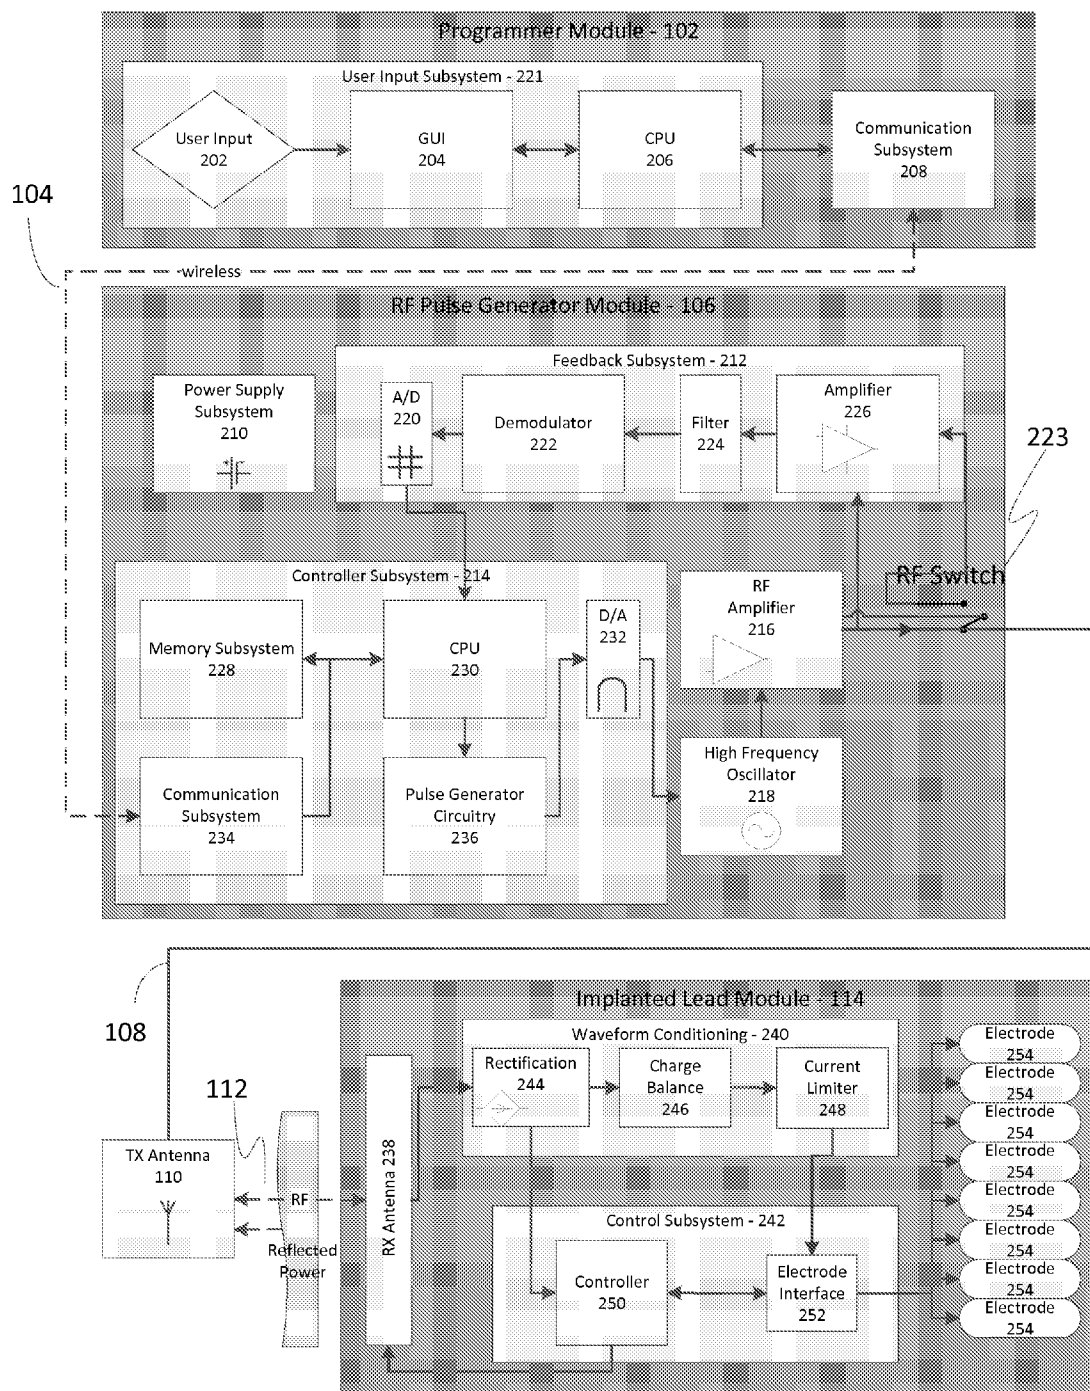 Programmer Module - 102
User Input Subsystem - 221
User Input
202
GUI
204
CPU
206
Communication
Subsystem
208
104
wireless
RF Pulse Generator Module - 106
Feedback Subsystem - 212
Power Supply
Subsystem
210
A/D
220
Demodulator
222
Filter
224
Amplifier
226
223
Controller Subsystem - 214
Memory Subsystem
228
CPU
230
D/A
232
RF
Amplifier
216
RF Switch
Communication
Subsystem
234
Pulse Generator
Circuitry
236
High Frequency
Oscillator
218
108
Implanted Lead Module - 114
Waveform Conditioning - 240
Rectification
244
Charge
Balance
246
Current
Limiter
248
112
TX Antenna
110
RF
Reflected
Power
RX Antenna 238
Control Subsystem - 242
Controller
250
Electrode
Interface
252
Electrode
254
Electrode
254
Electrode
254
Electrode
254
Electrode
254
Electrode
254
Electrode
254
Electrode
254